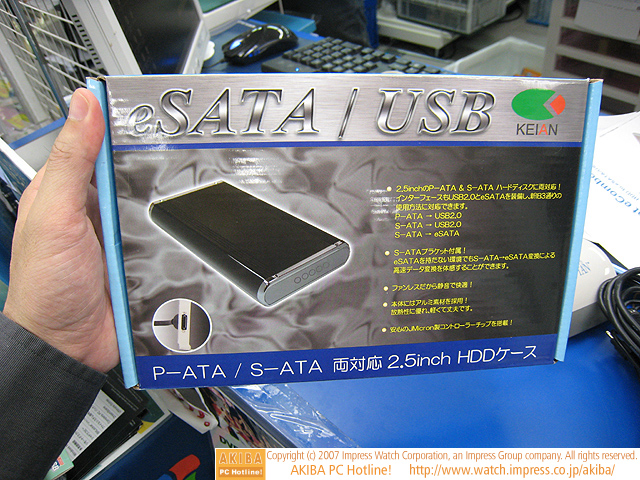 eSATA / USB
KEIAN
● 2.5inchのP-ATA & S-ATA ハードディスクに両対応!
インターフェースもUSB2.0とeSATAを装備し、計3通りの
使用方法に対応できます。
P-ATA → USB2.0
S-ATA → USB2.0
S-ATA → eSATA
● S-ATAブラケット付属!
eSATAを持たない環境でもS-ATA→eSATA変換による
高速データ変換を体感することができます。
● ファンレスだから静音で快適!
● 本体にはアルミ素材を採用!
放熱性に優れ、軽くて丈夫です。
● 安心のJMicron製コントローラーチップを搭載!
P-ATA / S-ATA 両対応 2.5inch HDDケース
AKIBA
PC Hotline!
Copyright (c) 2007 Impress Watch Corporation, an Impress Group company. All rights reserved.
AKIBA PC Hotline! http://www.watch.impress.co.jp/akiba/